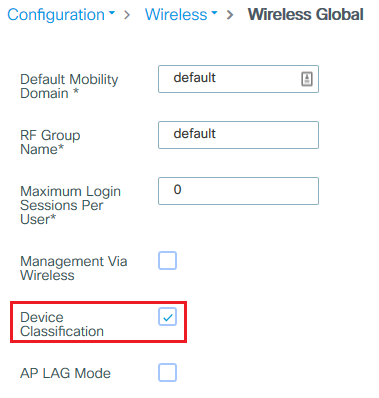 Configuration > Wireless > Wireless Global
Default Mobility default
Domain *
RF Group default
Name*
Maximum Login 0
Sessions Per
User*
Management Via
Wireless
Device
Classification
AP LAG Mode